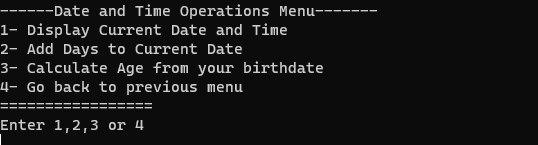 ------Date and Time Operations Menu-------
1- Display Current Date and Time
2- Add Days to Current Date
3- Calculate Age from your birthdate
4- Go back to previous menu
=================
Enter 1,2,3 or 4